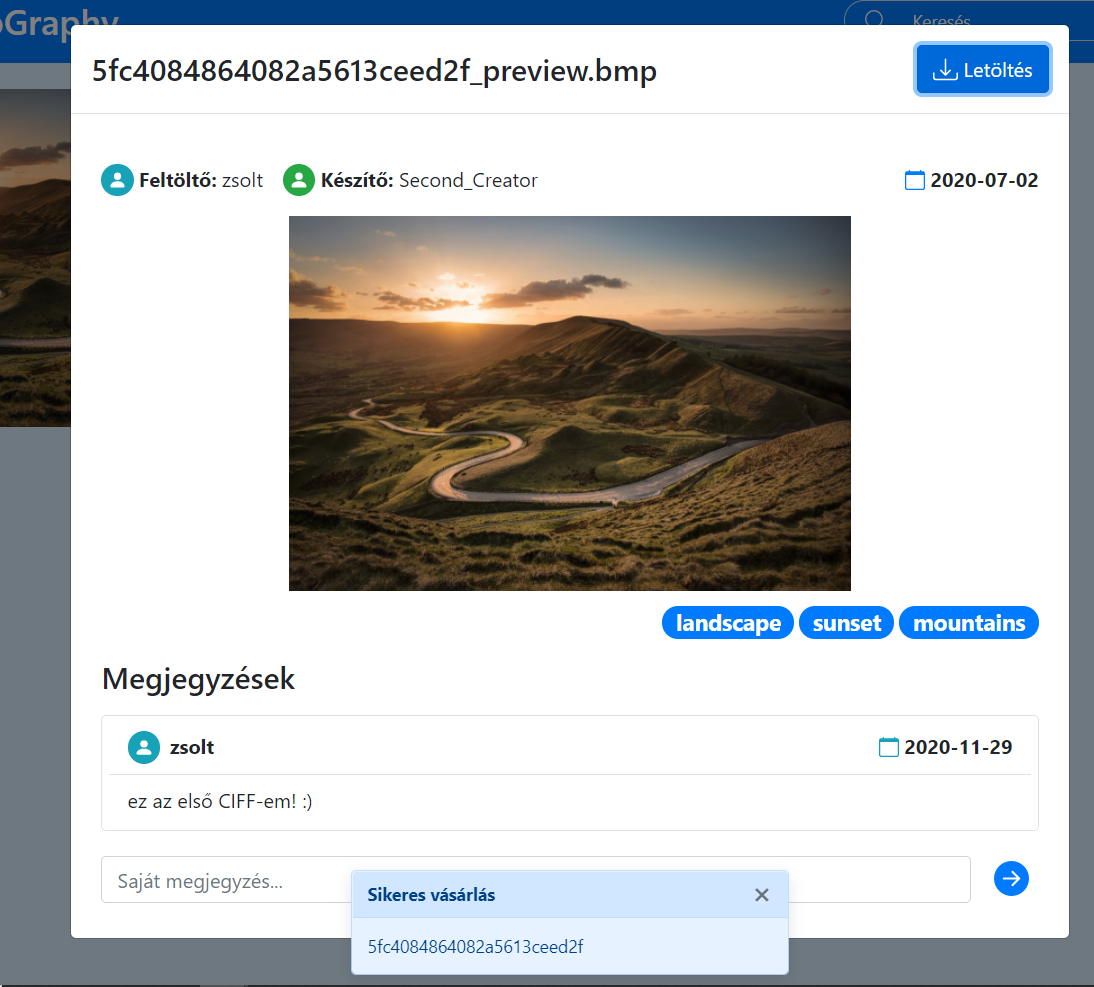 oGraphy
Keresés
5fc4084864082a5613ceed2f_preview.bmp
Letöltés
Feltöltő: zsolt Készítő: Second_Creator 2020-07-02
landscape sunset mountains
Megjegyzések
zsolt 2020-11-29
ez az első CIFF-em! :)
Saját megjegyzés...
Sikeres vásárlás
5fc4084864082a5613ceed2f